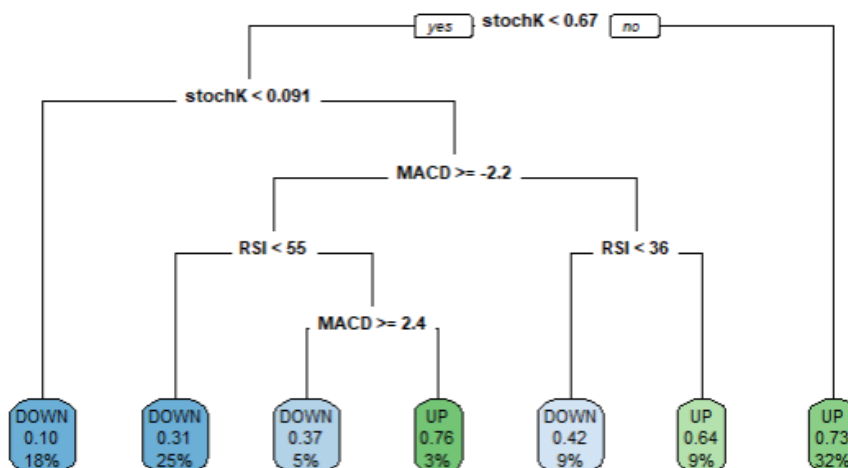 yes stochK < 0.67 no
stochK < 0.091
MACD >= -2.2
RSI < 55 RSI < 36
MACD >= 2.4
DOWN DOWN DOWN UP DOWN UP UP
0.10 0.31 0.37 0.76 0.42 0.64 0.73
18% 25% 5% 3% 9% 9% 32%